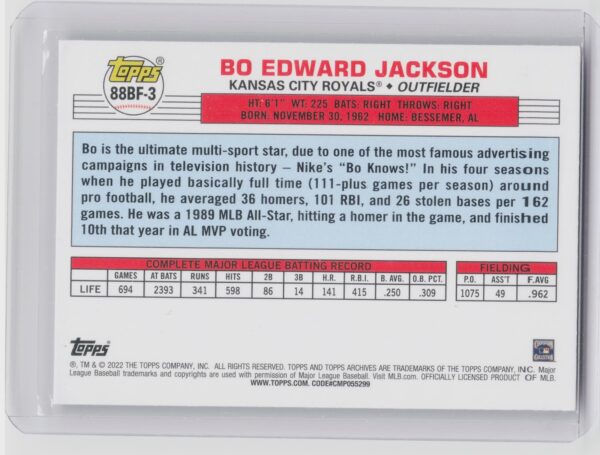 Topps®
88BF-3
BO EDWARD JACKSON
KANSAS CITY ROYALS® • OUTFIELDER
HT: 6'1" WT: 225 BATS: RIGHT THROWS: RIGHT
BORN: NOVEMBER 30, 1962 HOME: BESSEMER, AL
Bo is the ultimate multi-sport star, due to one of the most famous advertising
campaigns in television history – Nike's "Bo Knows!" In his four seasons
when he played basically full time (111-plus games per season) around
pro football, he averaged 36 homers, 101 RBI, and 26 stolen bases per 162
games. He was a 1989 MLB All-Star, hitting a homer in the game, and finished
10th that year in AL MVP voting.
COMPLETE MAJOR LEAGUE BATTING RECORD FIELDING
GAMES AT BATS RUNS HITS 2B 3B H.R. R.B.I. B. AVG. O.B. PCT. P.O. ASS'T F.AVG
LIFE 694 2393 341 598 86 14 141 415 .250 .309 1075 49 .962
Topps
®, TM & © 2022 THE TOPPS COMPANY, INC. ALL RIGHTS RESERVED. TOPPS AND TOPPS ARCHIVES ARE TRADEMARKS OF THE TOPPS COMPANY, INC. Major
League Baseball trademarks and copyrights are used with permission of Major League Baseball. Visit MLB.com. OFFICIALLY LICENSED PRODUCT OF MLB.
WWW.TOPPS.COM. CODE#CMP055299